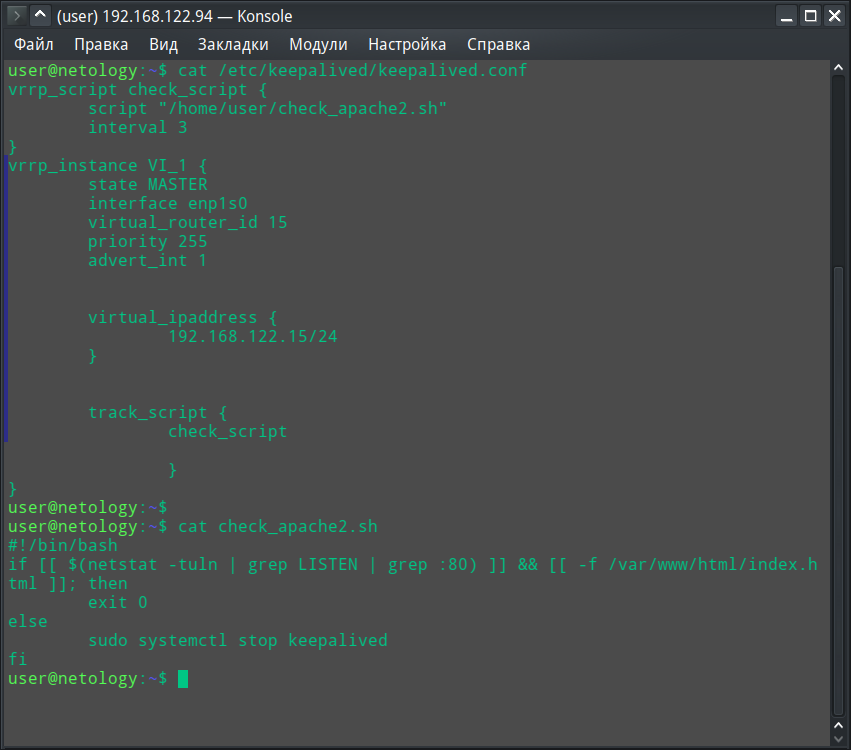 (user) 192.168.122.94 — Konsole
Файл Правка Вид Закладки Модули Настройка Справка
user@netology:~$ cat /etc/keepalived/keepalived.conf
vrrp_script check_script {
        script "/home/user/check_apache2.sh"
        interval 3
}
vrrp_instance VI_1 {
        state MASTER
        interface enp1s0
        virtual_router_id 15
        priority 255
        advert_int 1
        virtual_ipaddress {
                192.168.122.15/24
        }
        track_script {
                check_script
                }
}
user@netology:~$
user@netology:~$ cat check_apache2.sh
#!/bin/bash
if [[ $(netstat -tuln | grep LISTEN | grep :80) ]] && [[ -f /var/www/html/index.h
tml ]]; then
        exit 0
else
        sudo systemctl stop keepalived
fi
user@netology:~$